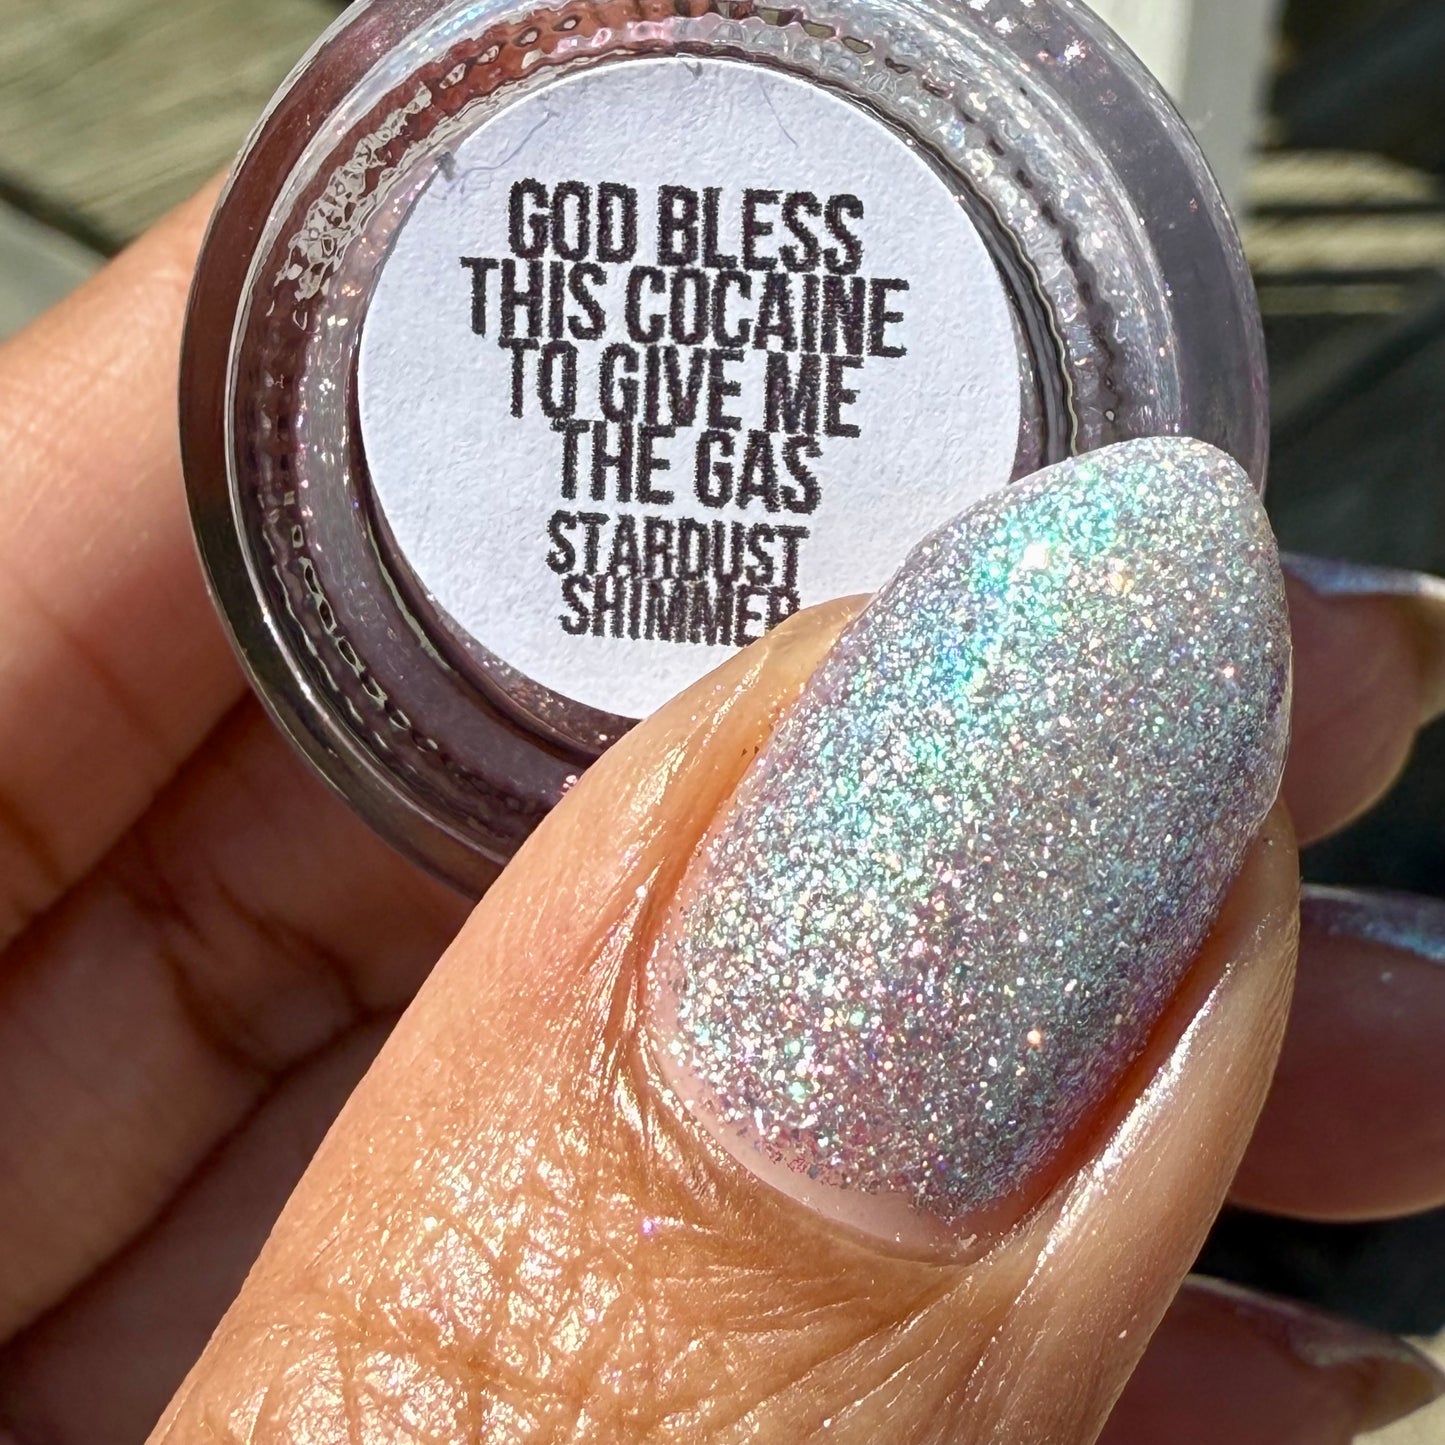 GOD BLESS
THIS COCAINE
TO GIVE ME
THE GAS
STARDUST
SHIMMER